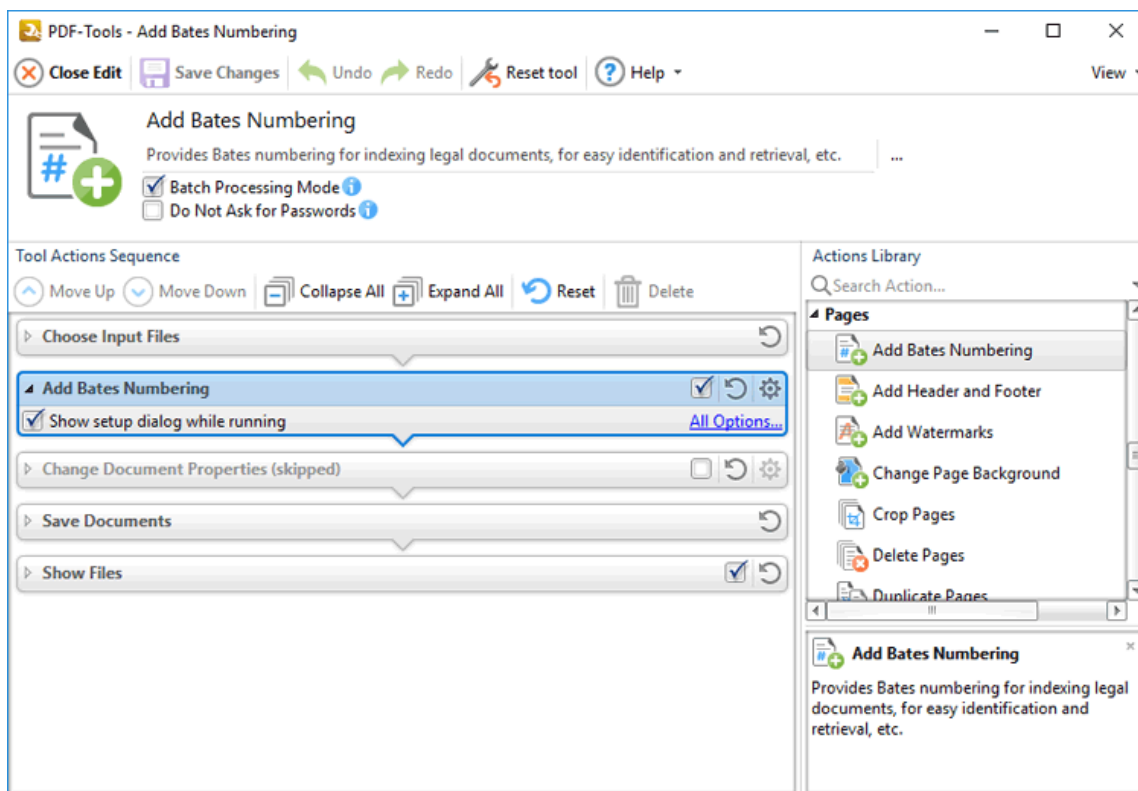 PDF-Tools - Add Bates Numbering
Close Edit Save Changes Undo Redo Reset tool Help View
Add Bates Numbering
Provides Bates numbering for indexing legal documents, for easy identification and retrieval, etc. ...
Batch Processing Mode
Do Not Ask for Passwords
Tool Actions Sequence
Move Up Move Down Collapse All Expand All Reset Delete
Choose Input Files
Add Bates Numbering
Show setup dialog while running All Options...
Change Document Properties (skipped)
Save Documents
Show Files
Actions Library
Search Action...
Pages
Add Bates Numbering
Add Header and Footer
Add Watermarks
Change Page Background
Crop Pages
Delete Pages
Duplicate Pages
Add Bates Numbering
Provides Bates numbering for indexing legal
documents, for easy identification and
retrieval, etc.